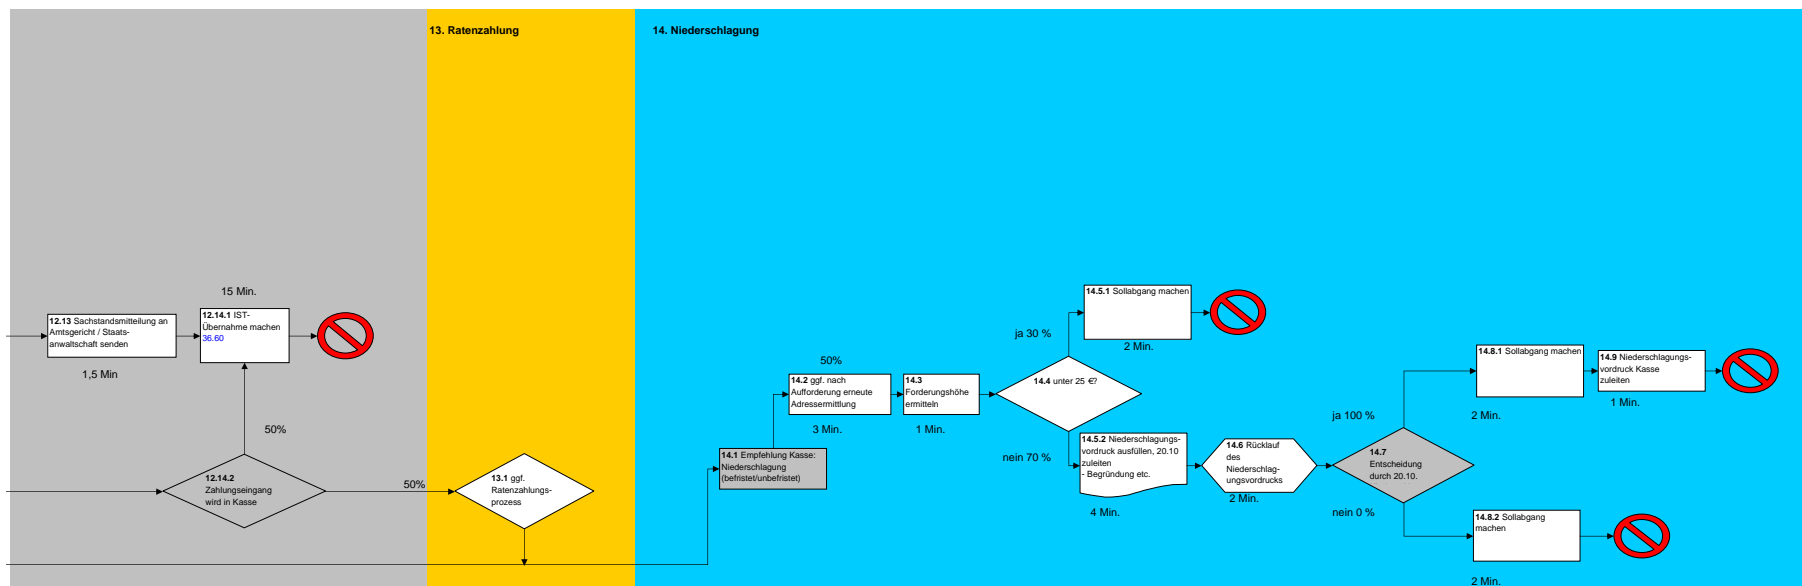 13. Ratenzahlung
14. Niederschlagung
15 Min.
12.13 Sachstandsmitteilung an
Amtsgericht / Staats-
anwaltschaft senden
1,5 Min
12.14.1 IST-
Übernahme machen
36.60
50%
12.14.2
Zahlungseingang
wird in Kasse
50%
13.1 ggf.
Ratenzahlungs-
prozess
14.1 Empfehlung Kasse:
Niederschlagung
(befristet/unbefristet)
50%
14.2 ggf. nach
Aufforderung erneute
Adressermittlung
3 Min.
14.3
Forderungshöhe
ermitteln
1 Min.
14.4 unter 25 €?
ja 30 %
14.5.1 Sollabgang machen
2 Min.
nein 70 %
14.5.2 Niederschlagungs-
vordruck ausfüllen, 20.10
zuleiten
- Begründung etc.
4 Min.
14.6 Rücklauf
des
Niederschlag-
ungsvordrucks
2 Min.
14.7
Entscheidung
durch 20.10.
ja 100 %
14.8.1 Sollabgang machen
2 Min.
14.9 Niederschlagungs-
vordruck Kasse
zuleiten
1 Min.
nein 0 %
14.8.2 Sollabgang
machen
2 Min.